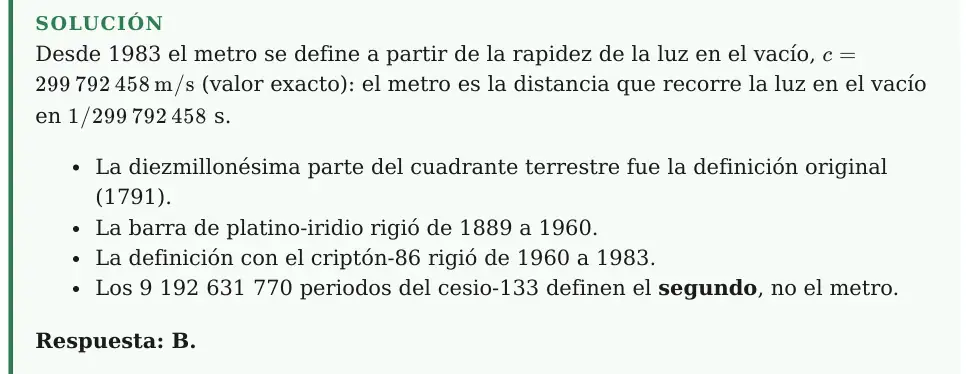 SOLUCIÓN
Desde 1983 el metro se define a partir de la rapidez de la luz en el vacío, c =
299 792 458 m/s (valor exacto): el metro es la distancia que recorre la luz en el vacío
en 1/299 792 458 s.
• La diezmillonésima parte del cuadrante terrestre fue la definición original
(1791).
• La barra de platino-iridio rigió de 1889 a 1960.
• La definición con el criptón-86 rigió de 1960 a 1983.
• Los 9 192 631 770 periodos del cesio-133 definen el segundo, no el metro.
Respuesta: B.